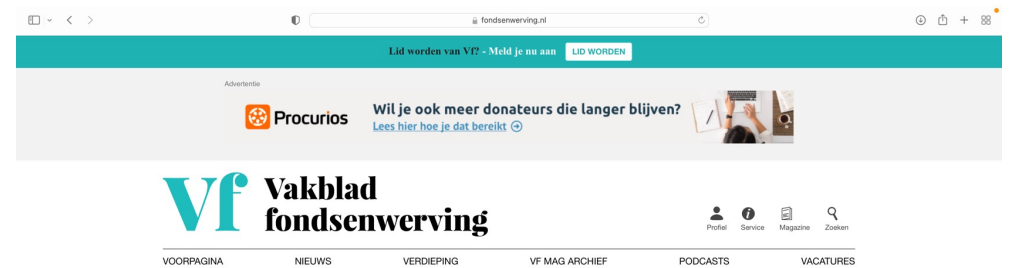 fondsenwerving.nl
Lid worden van Vf? - Meld je nu aan LID WORDEN
Advertentie
Procurios
Wil je ook meer donateurs die langer blijven?
Lees hier hoe je dat bereikt
Vf Vakblad
fondsenwerving
Profiel Service Magazine Zoeken
VOORPAGINA NIEUWS VERDIEPING VF MAG ARCHIEF PODCASTS VACATURES